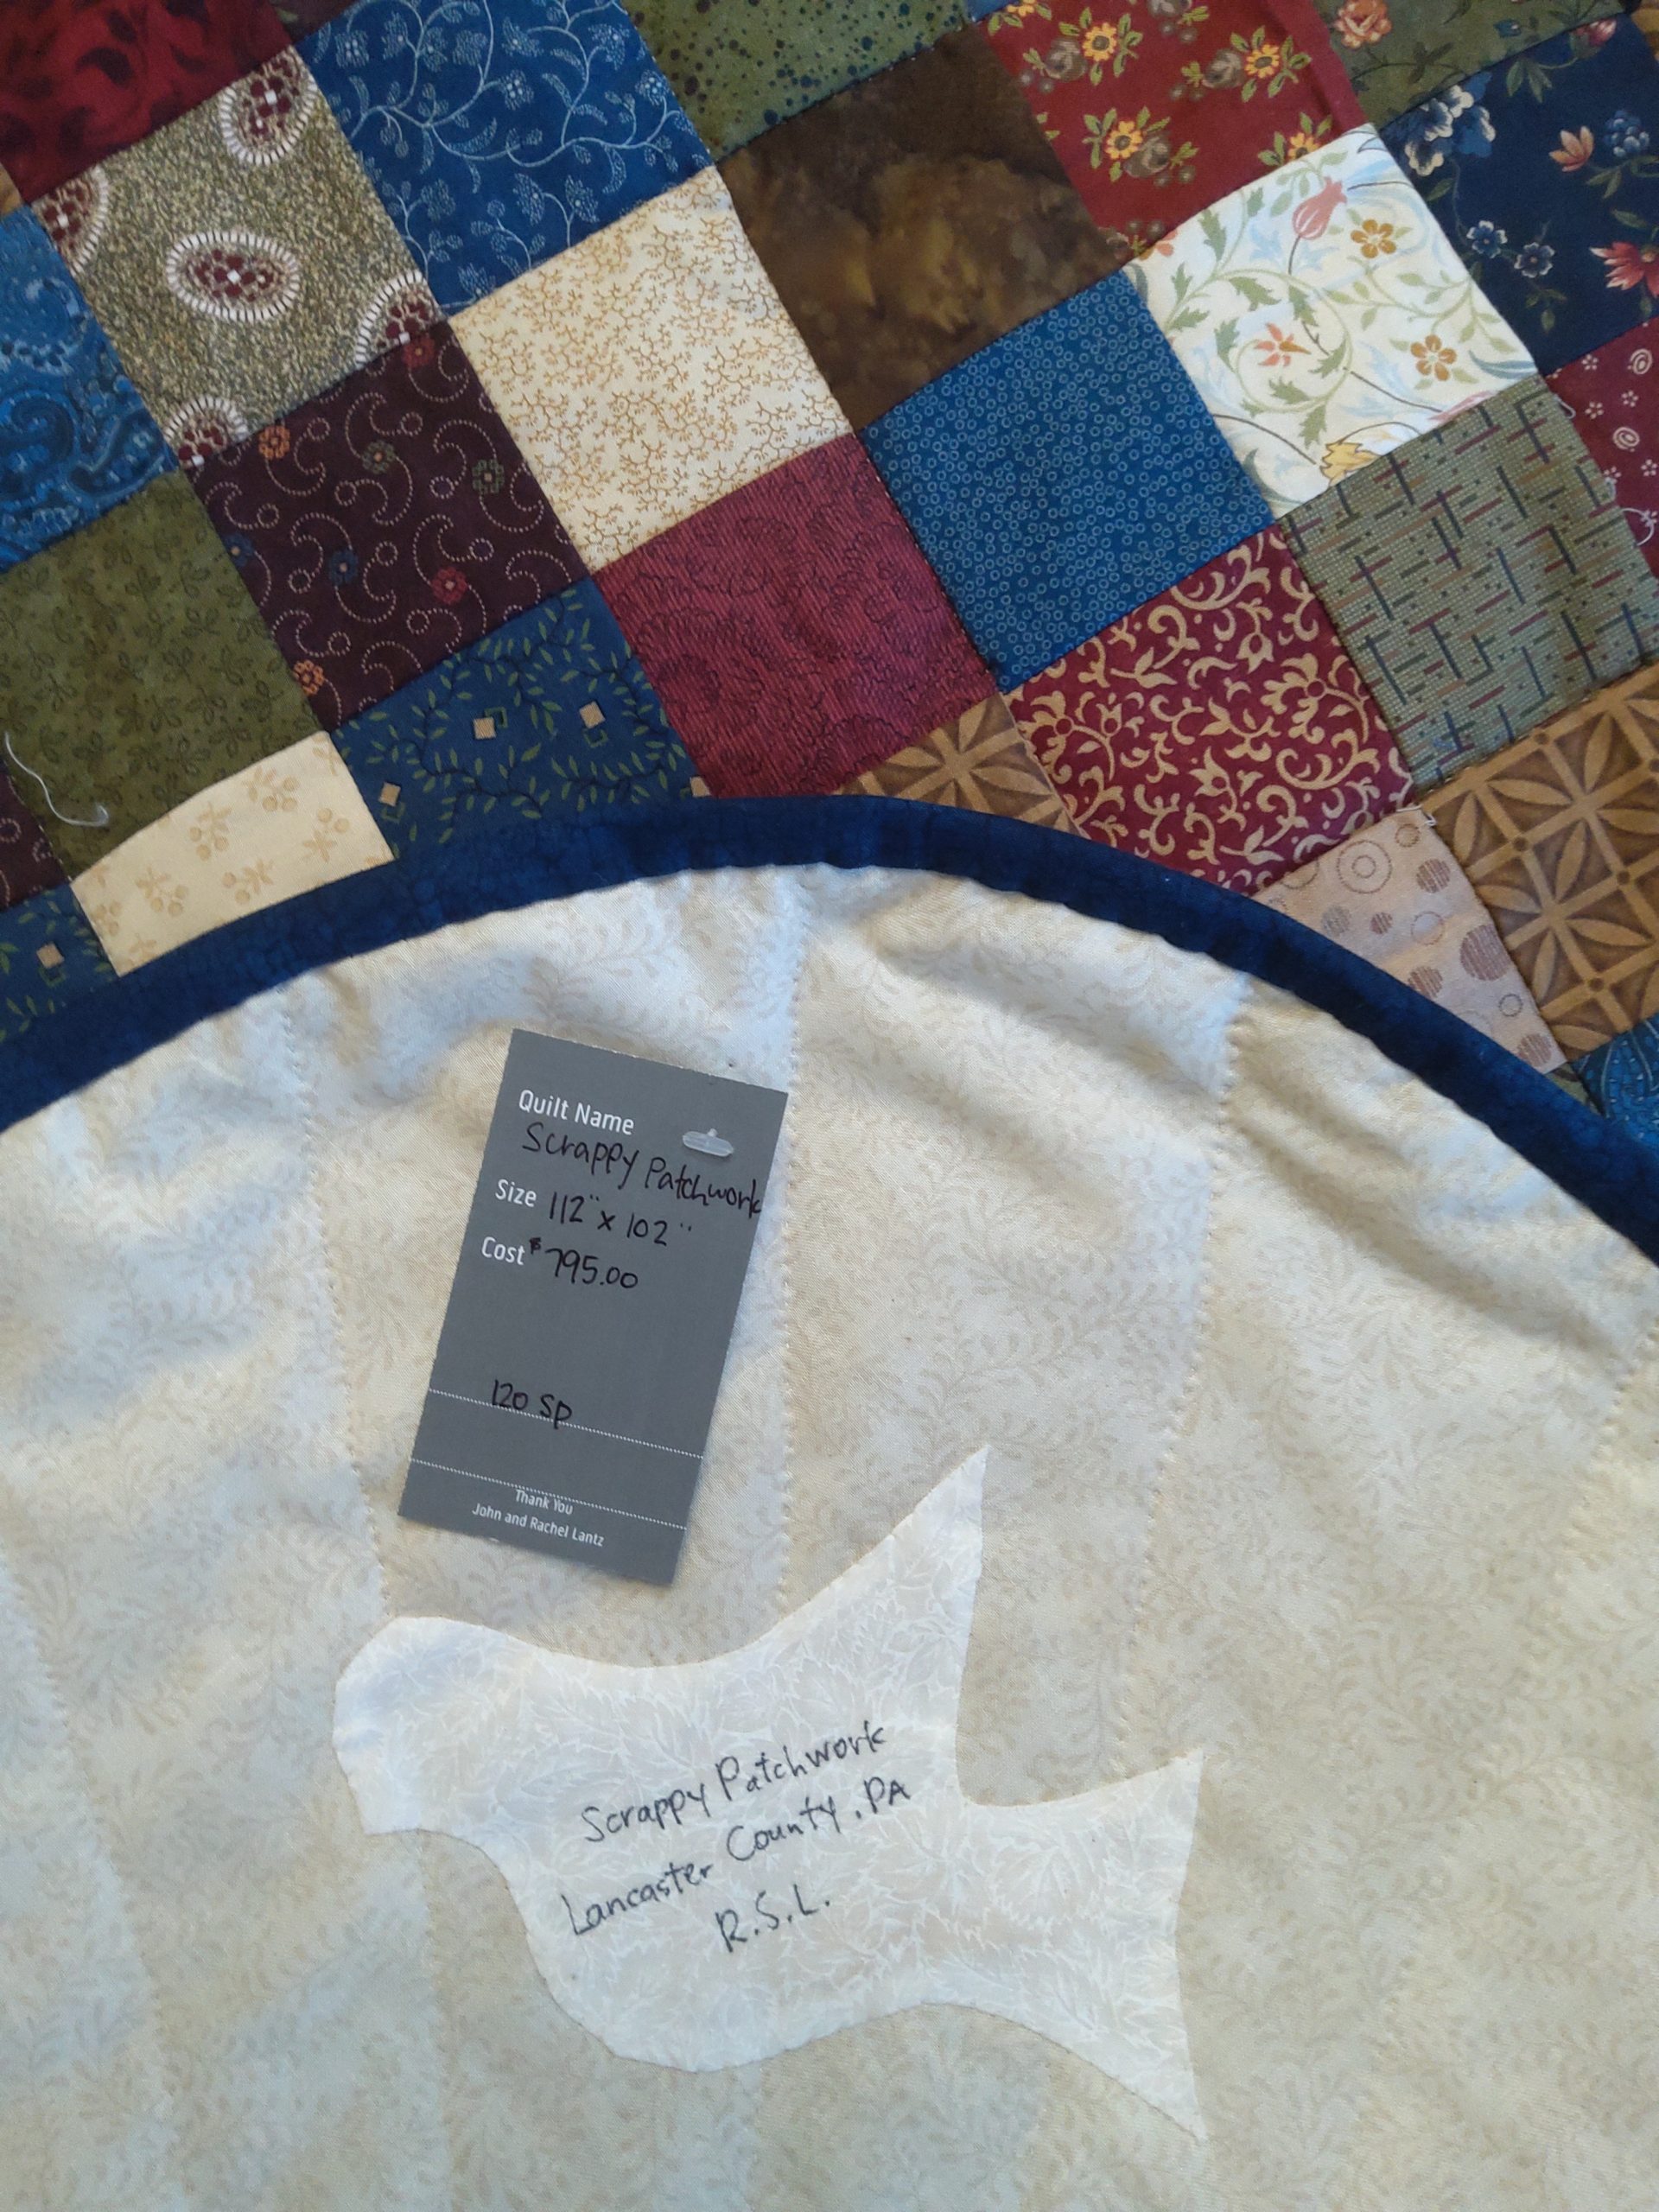 Quilt Name
Scrappy Patchwork
Size 112" x 102"
Cost $795.00
120 sp
Thank You
John and Rachel Lantz
Scrappy Patchwork
Lancaster County, PA
R.S.L.